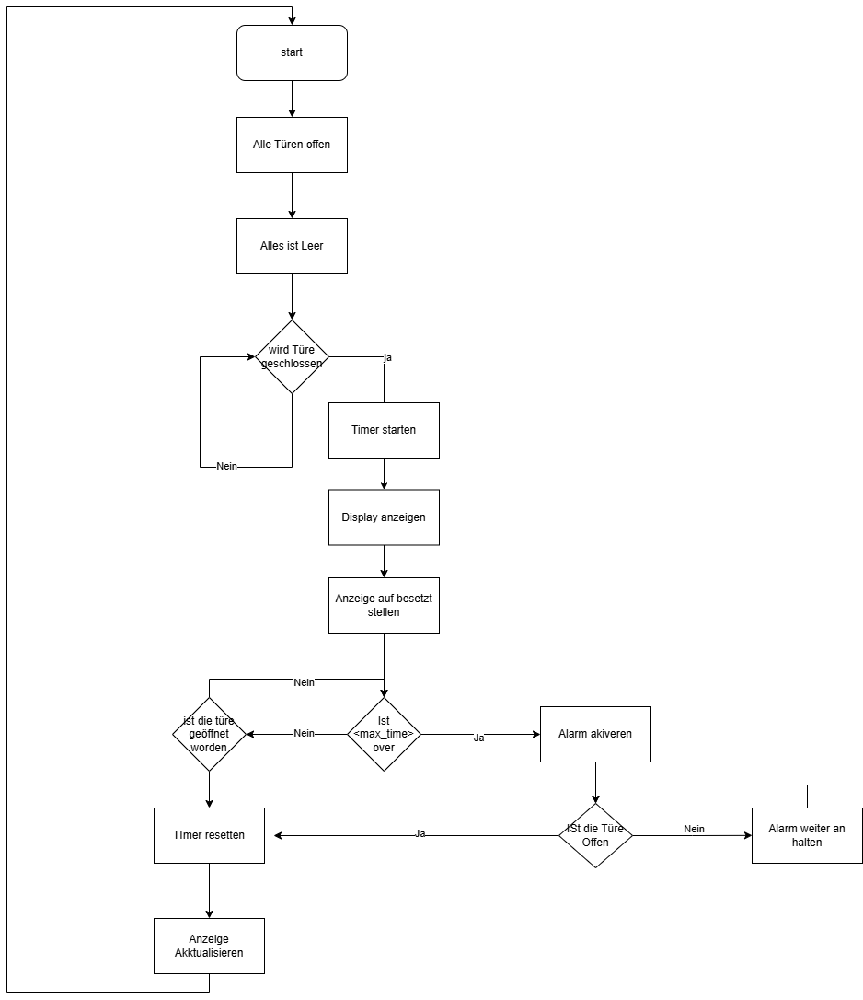 start
Alle Türen offen
Alles ist Leer
wird Türe
geschlossen
ja
Nein
Timer starten
Display anzeigen
Anzeige auf besetzt
stellen
Nein
ist die türe
geöffnet
worden
Nein
Ist
<max_time>
over
Ja
Alarm akiveren
TImer resetten
Ja
ISt die Türe
Offen
Nein
Alarm weiter an
halten
Anzeige
Akktualisieren